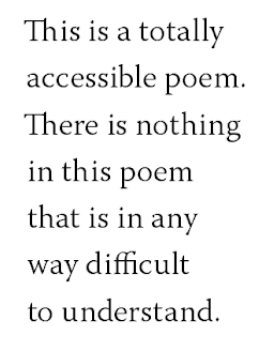 This is a totally
accessible poem.
There is nothing
in this poem
that is in any
way difficult
to understand.